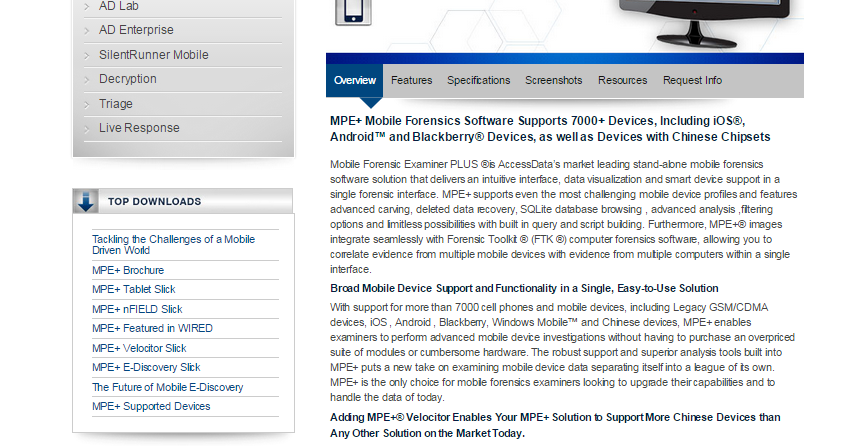 AD Lab
AD Enterprise
SilentRunner Mobile
Decryption
Triage
Live Response
TOP DOWNLOADS
Tackling the Challenges of a Mobile
Driven World
MPE+ Brochure
MPE+ Tablet Slick
MPE+ nFIELD Slick
MPE+ Featured in WIRED
MPE+ Velocitor Slick
MPE+ E-Discovery Slick
The Future of Mobile E-Discovery
MPE+ Supported Devices
Overview Features Specifications Screenshots Resources Request Info
MPE+ Mobile Forensics Software Supports 7000+ Devices, Including iOS®,
Android™ and Blackberry® Devices, as well as Devices with Chinese Chipsets
Mobile Forensic Examiner PLUS ®is AccessData's market leading stand-alone mobile forensics
software solution that delivers an intuitive interface, data visualization and smart device support in a
single forensic interface. MPE+ supports even the most challenging mobile device profiles and features
advanced carving, deleted data recovery, SQLite database browsing , advanced analysis ,filtering
options and limitless possibilities with built in query and script building. Furthermore, MPE+® images
integrate seamlessly with Forensic Toolkit ® (FTK ®) computer forensics software, allowing you to
correlate evidence from multiple mobile devices with evidence from multiple computers within a single
interface.
Broad Mobile Device Support and Functionality in a Single, Easy-to-Use Solution
With support for more than 7000 cell phones and mobile devices, including Legacy GSM/CDMA
devices, iOS , Android , Blackberry, Windows Mobile™ and Chinese devices, MPE+ enables
examiners to perform advanced mobile device investigations without having to purchase an overpriced
suite of modules or cumbersome hardware. The robust support and superior analysis tools built into
MPE+ puts a new take on examining mobile device data separating itself into a league of its own.
MPE+ is the only choice for mobile forensics examiners looking to upgrade their capabilities and to
handle the data of today.
Adding MPE+® Velocitor Enables Your MPE+ Solution to Support More Chinese Devices than
Any Other Solution on the Market Today.